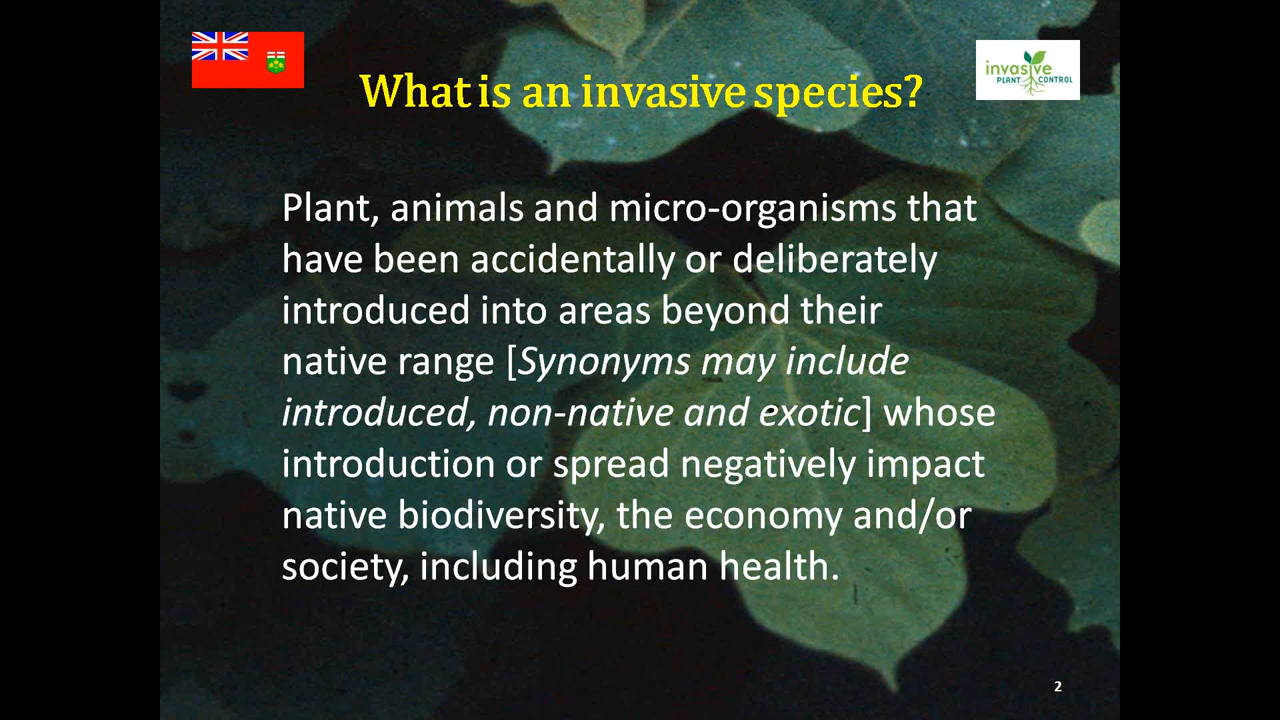 What is an invasive species?
invasive
PLANT CONTROL
Plant, animals and micro-organisms that
have been accidentally or deliberately
introduced into areas beyond their
native range [Synonyms may include
introduced, non-native and exotic] whose
introduction or spread negatively impact
native biodiversity, the economy and/or
society, including human health.
2